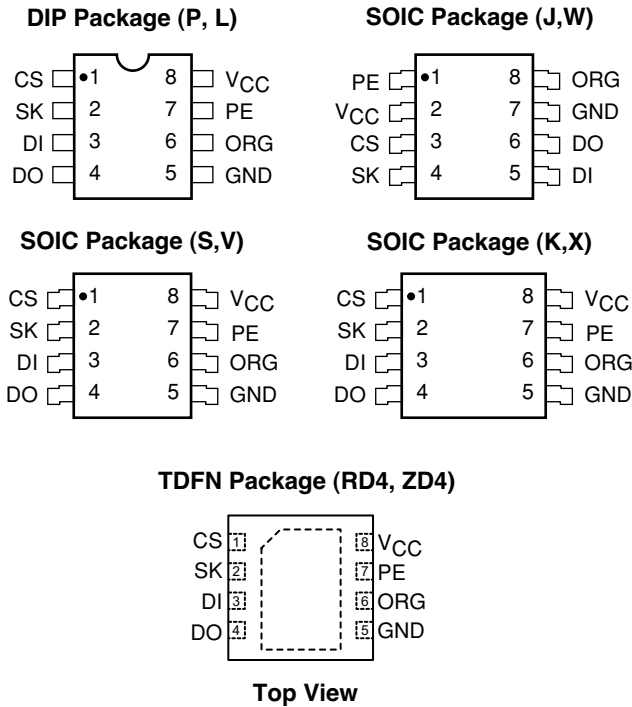 DIP Package (P, L)
CS 1 8 VCC
SK 2 7 PE
DI 3 6 ORG
DO 4 5 GND
SOIC Package (J,W)
PE 1 8 ORG
VCC 2 7 GND
CS 3 6 DO
SK 4 5 DI
SOIC Package (S,V)
CS 1 8 VCC
SK 2 7 PE
DI 3 6 ORG
DO 4 5 GND
SOIC Package (K,X)
CS 1 8 VCC
SK 2 7 PE
DI 3 6 ORG
DO 4 5 GND
TDFN Package (RD4, ZD4)
CS 1 8 VCC
SK 2 7 PE
DI 3 6 ORG
DO 4 5 GND
Top View